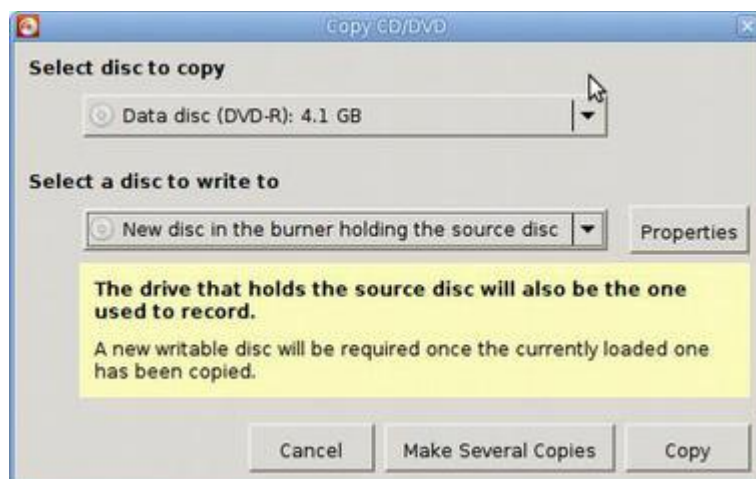 Copy CD/DVD
Select disc to copy
Data disc (DVD-R): 4.1 GB
Select a disc to write to
New disc in the burner holding the source disc
Properties
The drive that holds the source disc will also be the one
used to record.
A new writable disc will be required once the currently loaded one
has been copied.
Cancel
Make Several Copies
Copy